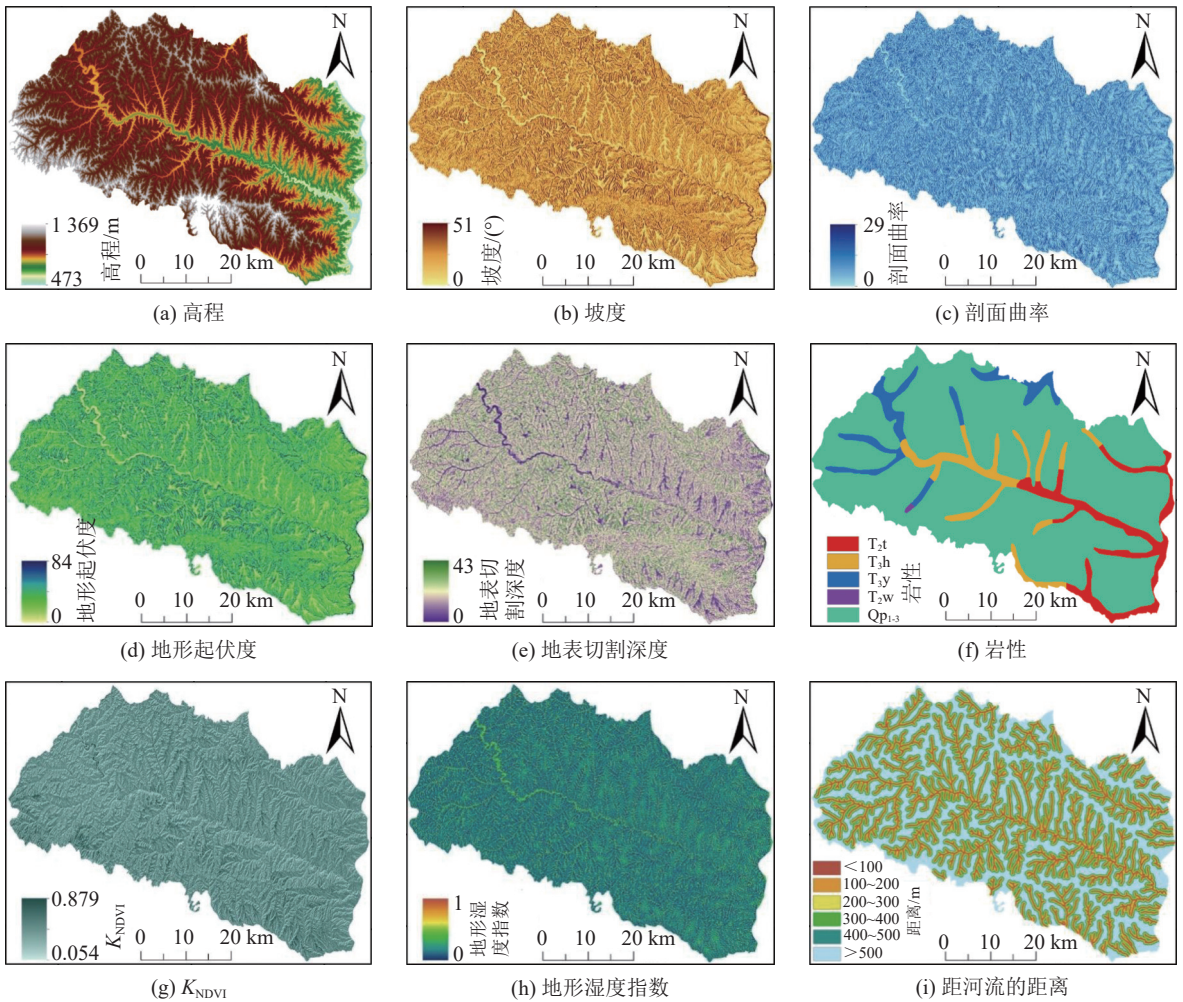 N
1 369
473
高程/m
0 10 20 km
(a) 高程
N
51
0
坡度/(°)
0 10 20 km
(b) 坡度
N
29
0
剖面曲率
0 10 20 km
(c) 剖面曲率
N
84
0
地形起伏度
0 10 20 km
(d) 地形起伏度
N
43
0
地表切
割深度
0 10 20 km
(e) 地表切割深度
N
T₂t
T₃h
T₃y
T₂w
Qp₁₋₃
岩性
0 10 20 km
(f) 岩性
N
0.879
0.054
K_NDVI
0 10 20 km
(g) K_NDVI
N
1
0
地形湿
度指数
0 10 20 km
(h) 地形湿度指数
N
<100
100~200
200~300
300~400
400~500
>500
距离/m
0 10 20 km
(i) 距河流的距离